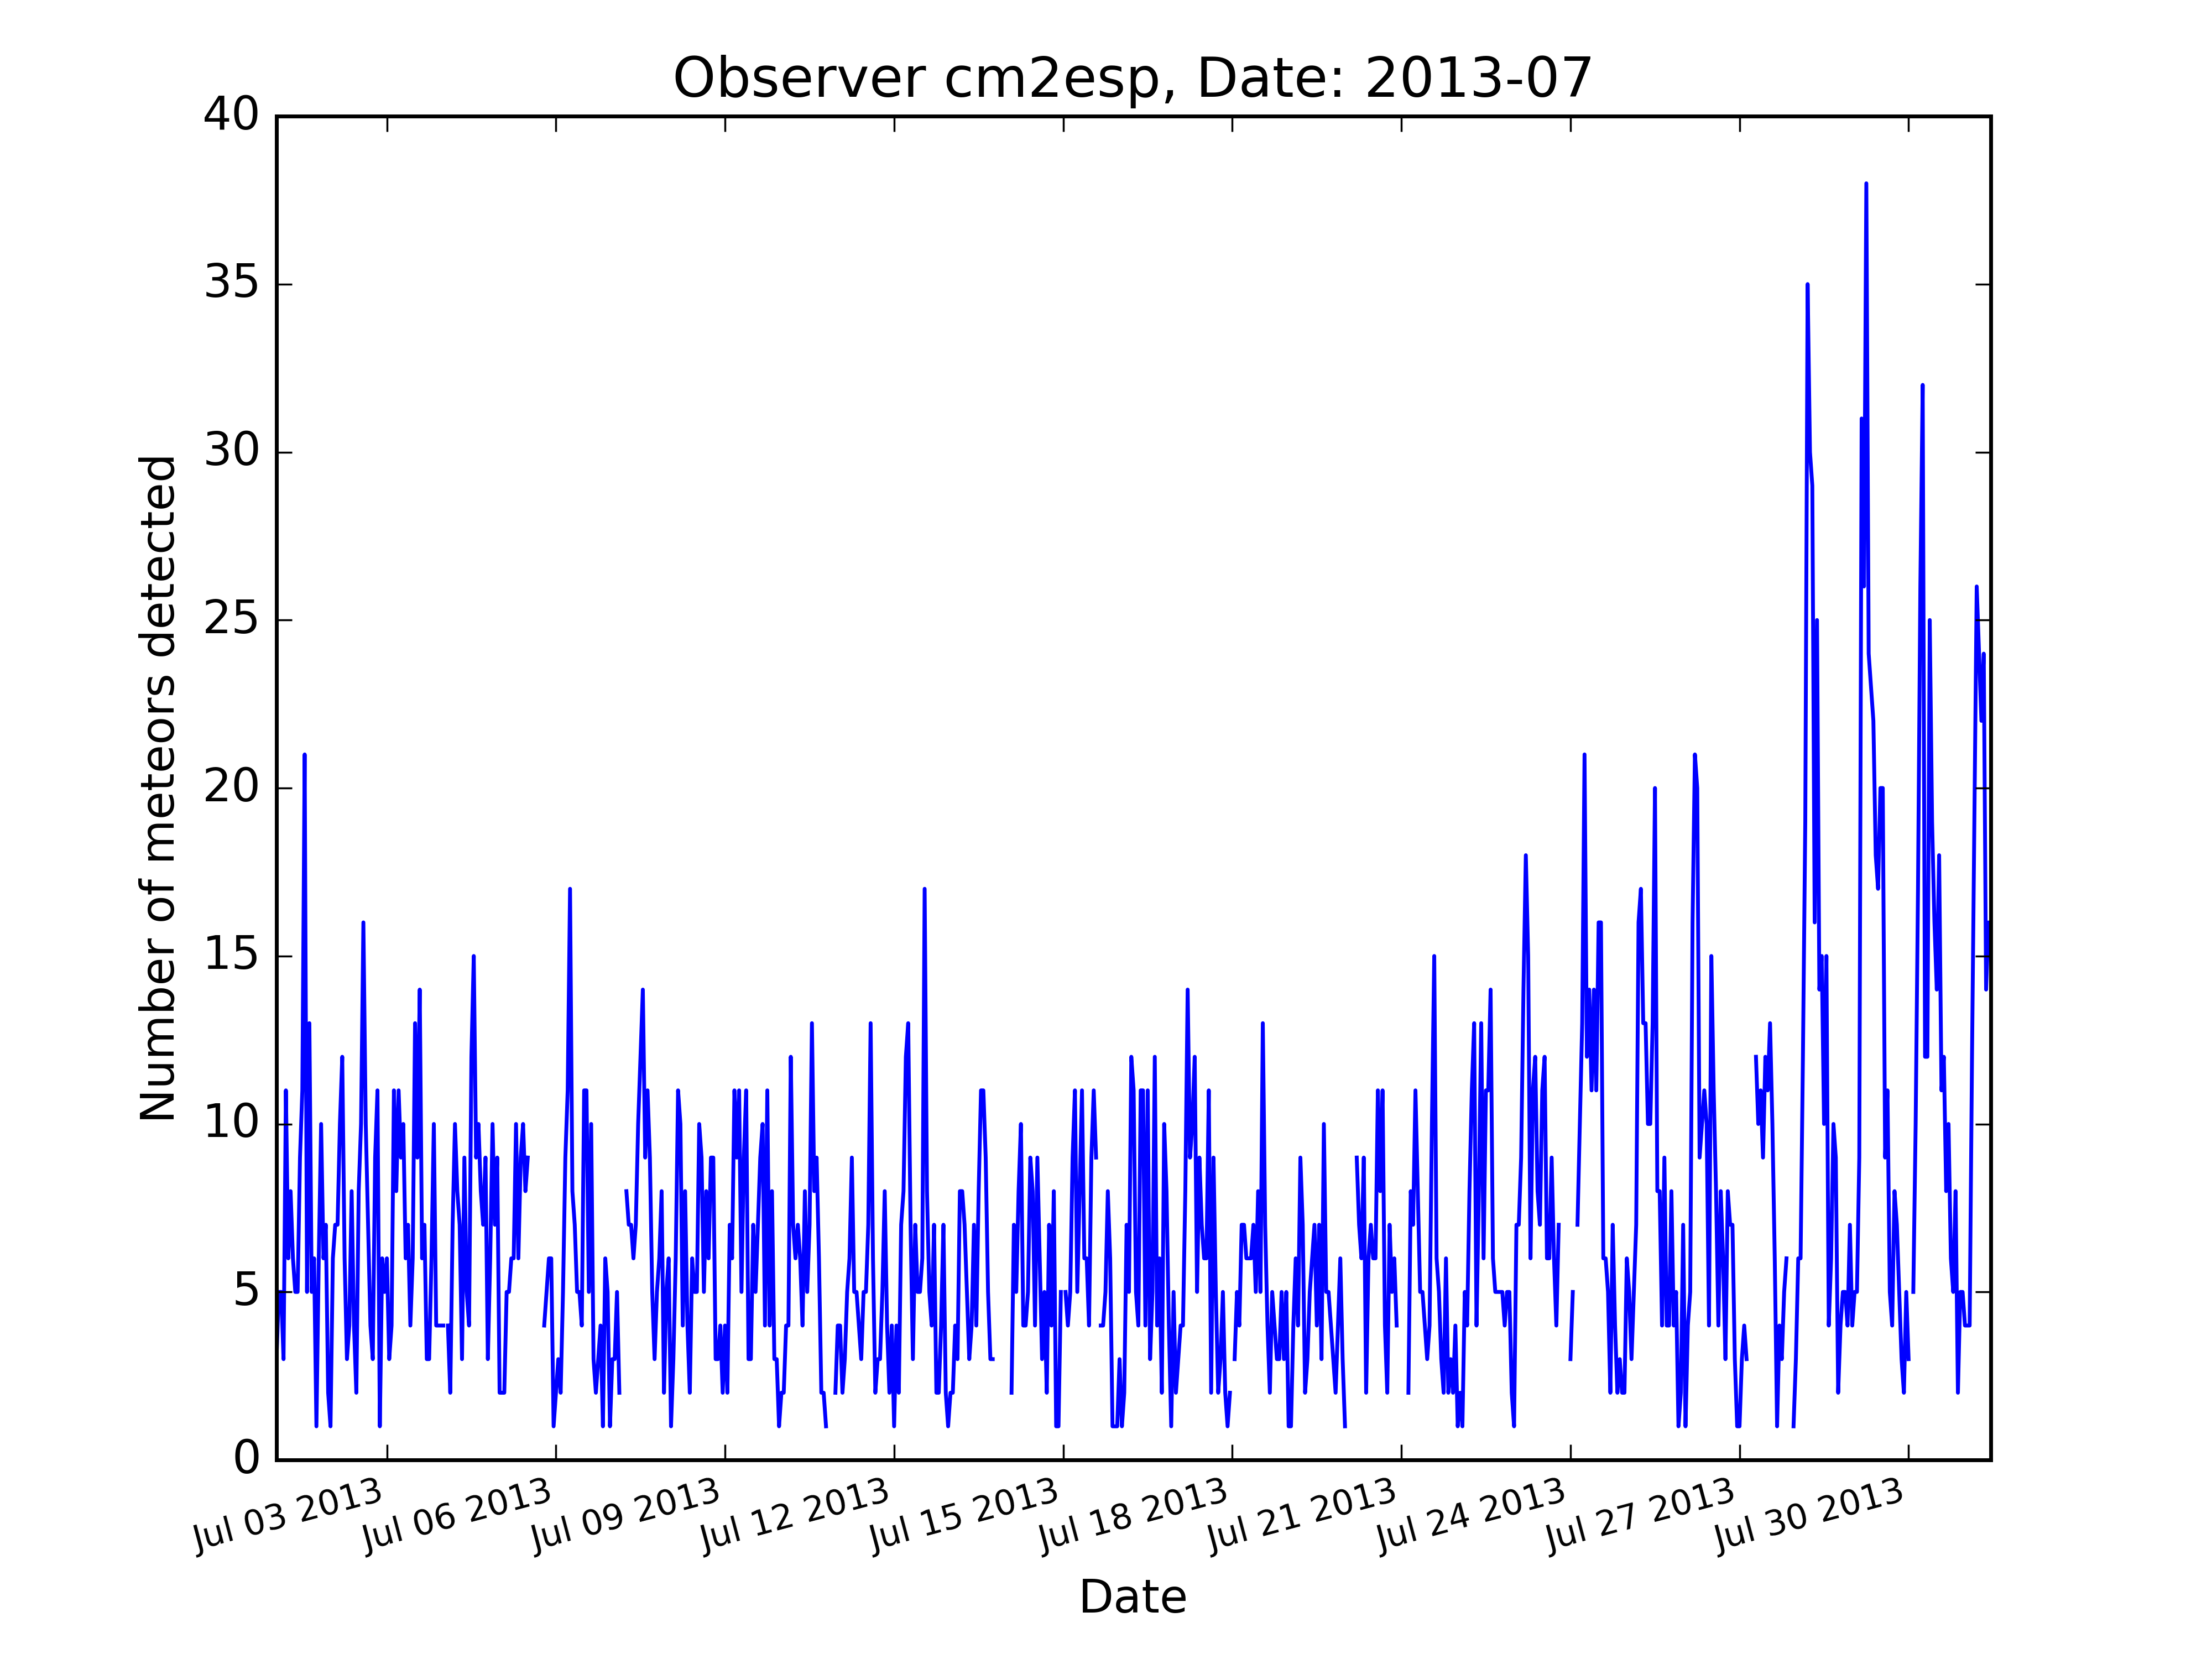 Observer cm2esp, Date: 2013-07
Number of meteors detected
40
35
30
25
20
15
10
5
0
Jul 03 2013
Jul 06 2013
Jul 09 2013
Jul 12 2013
Jul 15 2013
Jul 18 2013
Jul 21 2013
Jul 24 2013
Jul 27 2013
Jul 30 2013
Date